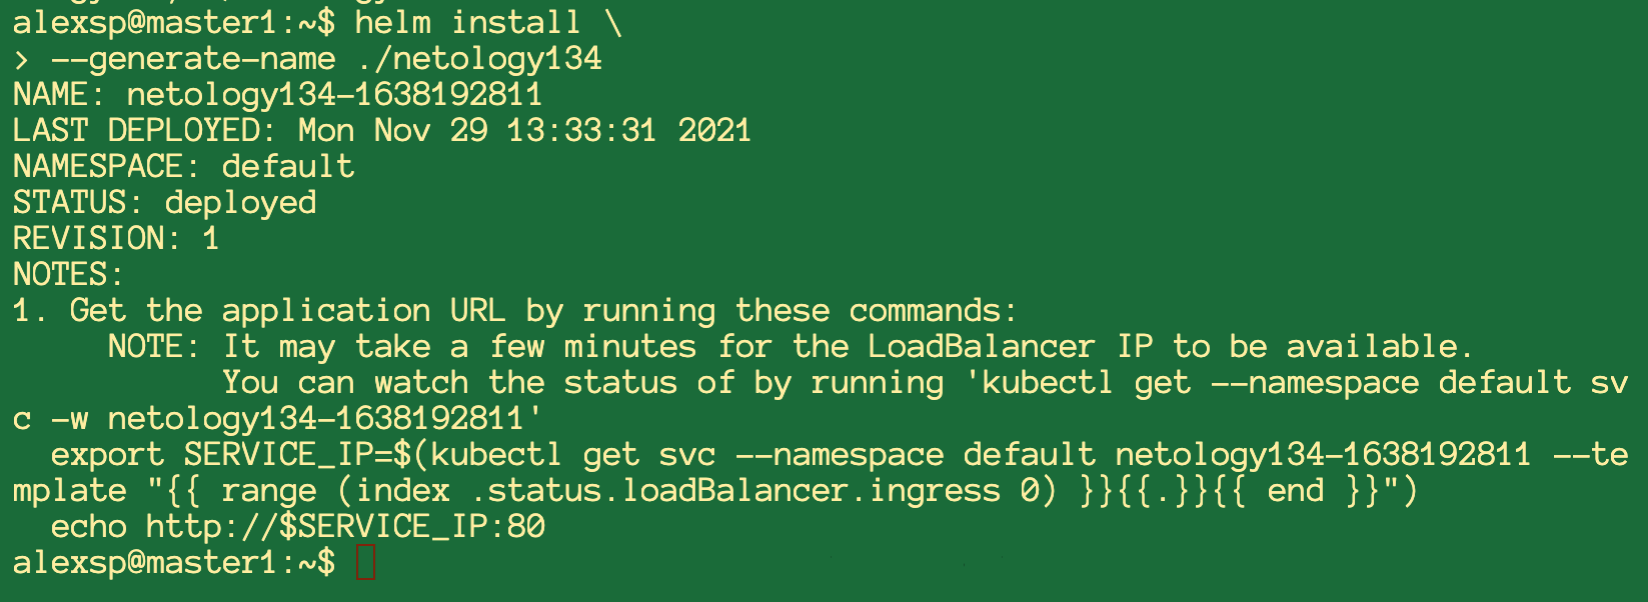 alexsp@master1:~$ helm install \
> --generate-name ./netology134
NAME: netology134-1638192811
LAST DEPLOYED: Mon Nov 29 13:33:31 2021
NAMESPACE: default
STATUS: deployed
REVISION: 1
NOTES:
1. Get the application URL by running these commands:
     NOTE: It may take a few minutes for the LoadBalancer IP to be available.
           You can watch the status of by running 'kubectl get --namespace default sv
c -w netology134-1638192811'
  export SERVICE_IP=$(kubectl get svc --namespace default netology134-1638192811 --te
mplate "{{ range (index .status.loadBalancer.ingress 0) }}{{.}}{{ end }}")
  echo http://$SERVICE_IP:80
alexsp@master1:~$